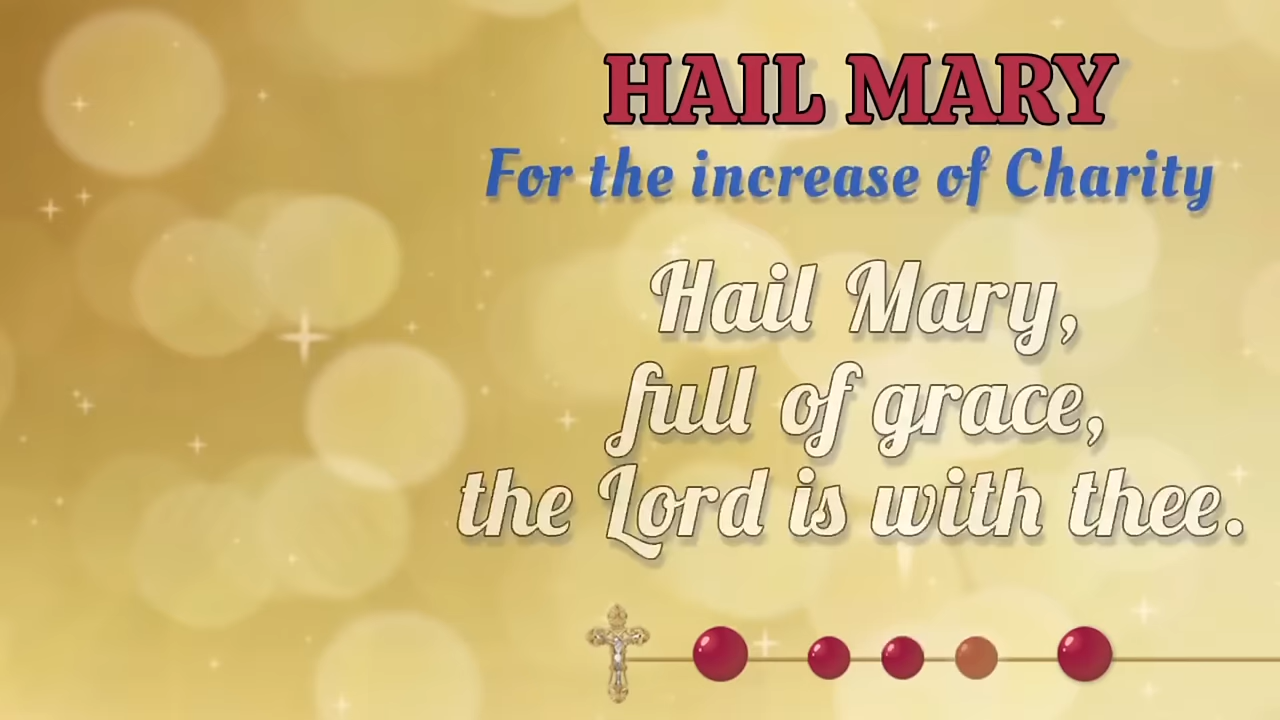 HAIL MARY
For the increase of Charity
Hail Mary,
full of grace,
the Lord is with thee.